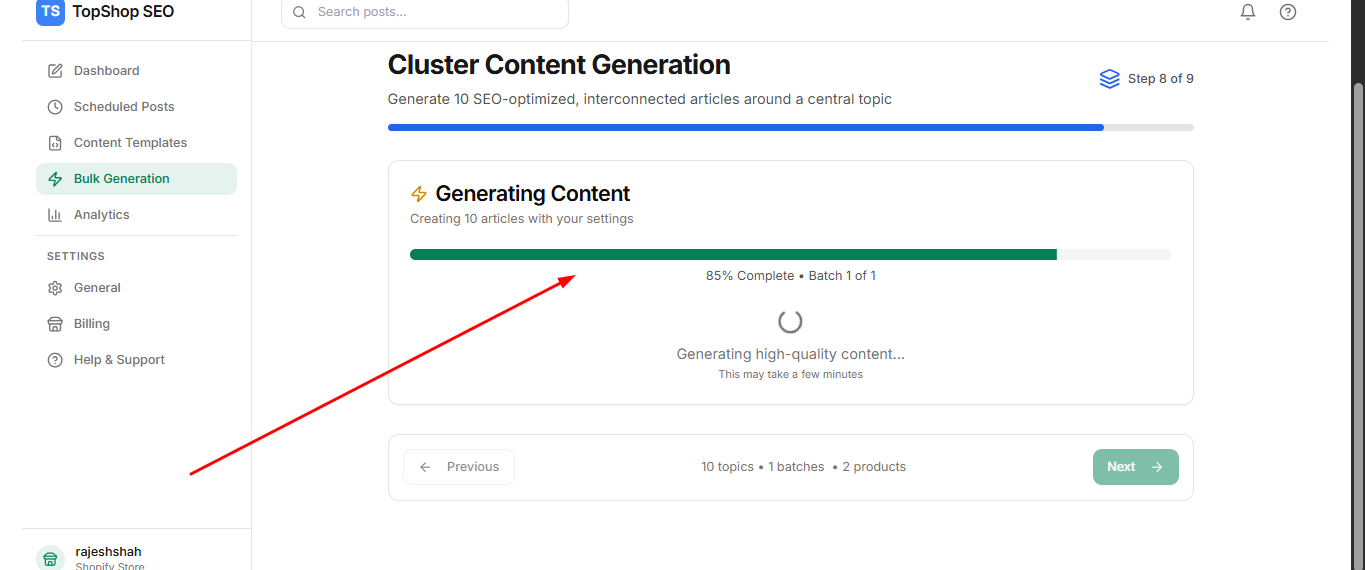 TS TopShop SEO
Search posts...
Dashboard
Scheduled Posts
Content Templates
Bulk Generation
Analytics
SETTINGS
General
Billing
Help & Support
rajeshshah
Shopify Store
Cluster Content Generation
Step 8 of 9
Generate 10 SEO-optimized, interconnected articles around a central topic
Generating Content
Creating 10 articles with your settings
85% Complete • Batch 1 of 1
Generating high-quality content...
This may take a few minutes
Previous
10 topics • 1 batches • 2 products
Next